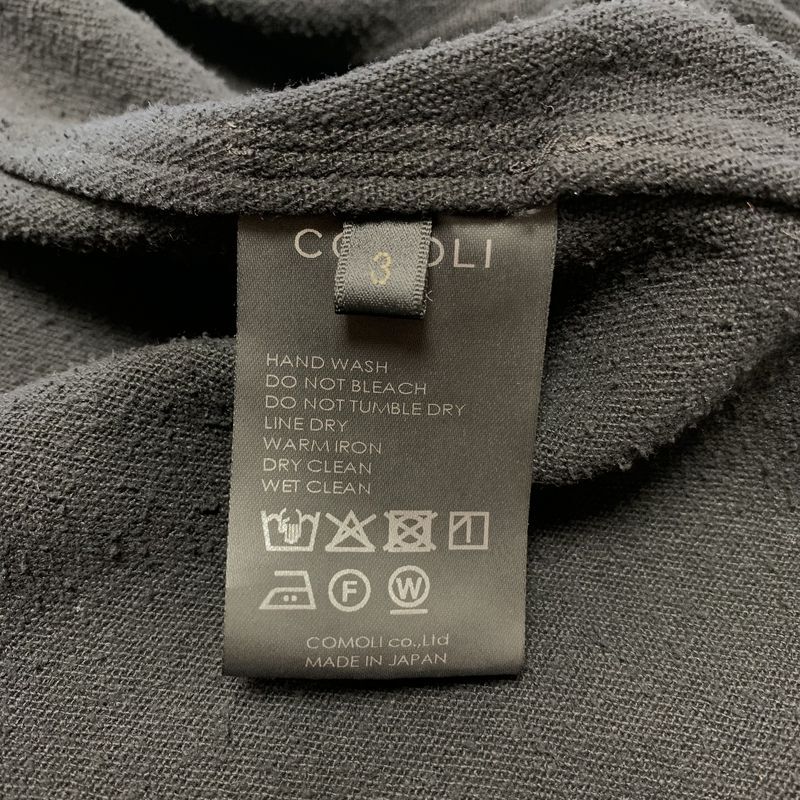 3
HAND WASH
DO NOT BLEACH
DO NOT TUMBLE DRY
LINE DRY
WARM IRON
DRY CLEAN
WET CLEAN
F
W
COMOLI co.,Ltd
MADE IN JAPAN